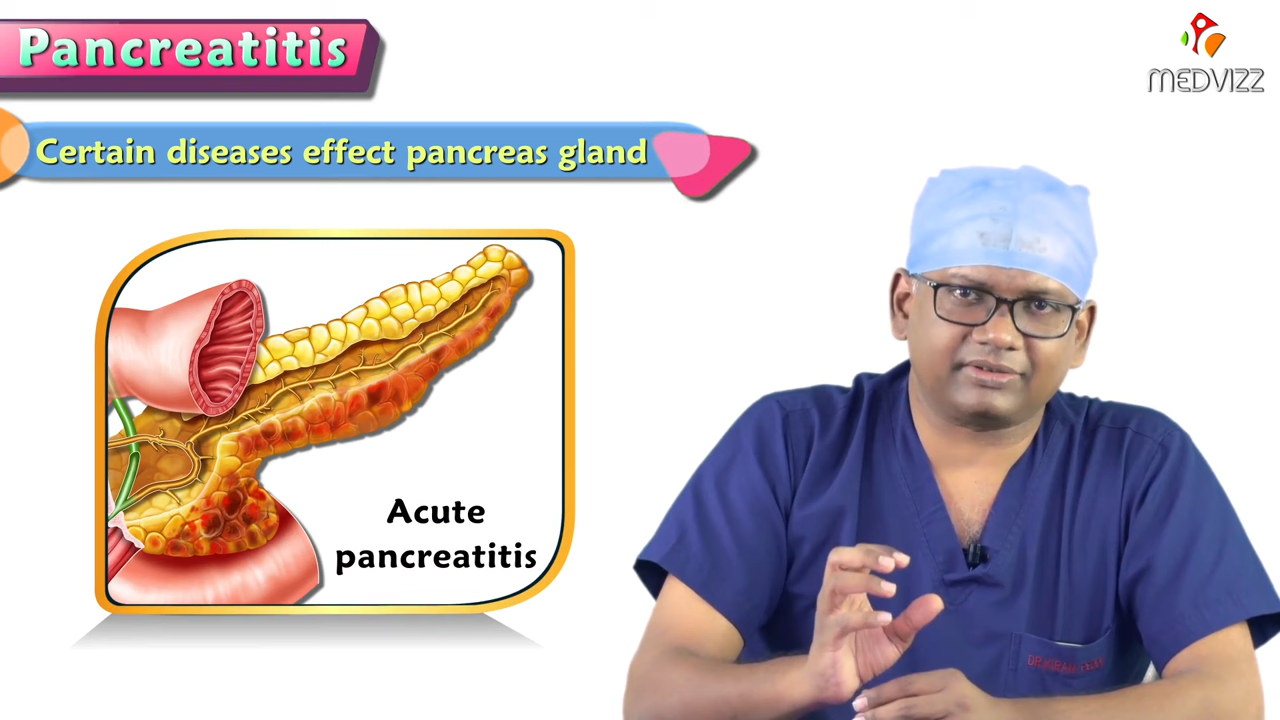 Pancreatitis
MEDVIZZ
Certain diseases effect pancreas gland
Acute
pancreatitis